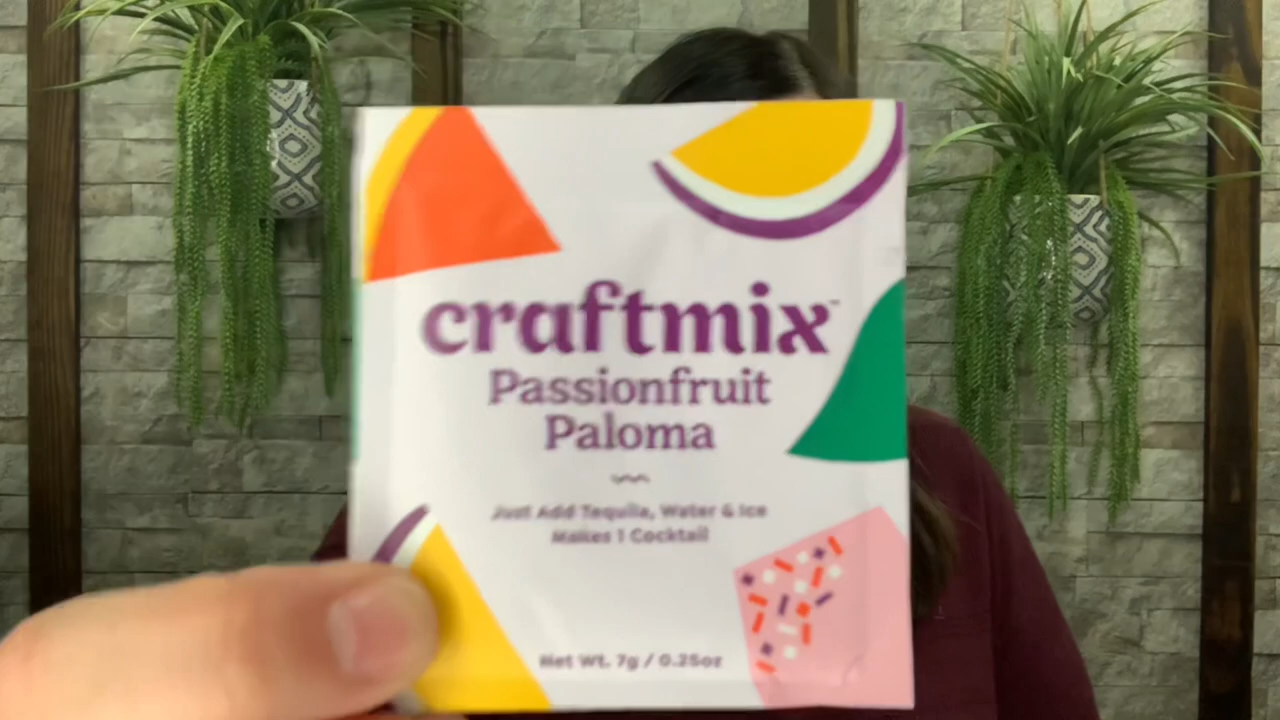 craftmix™
Passionfruit
Paloma
Just Add Tequila, Water & Ice
Makes 1 Cocktail
Net Wt. 7g / 0.25oz